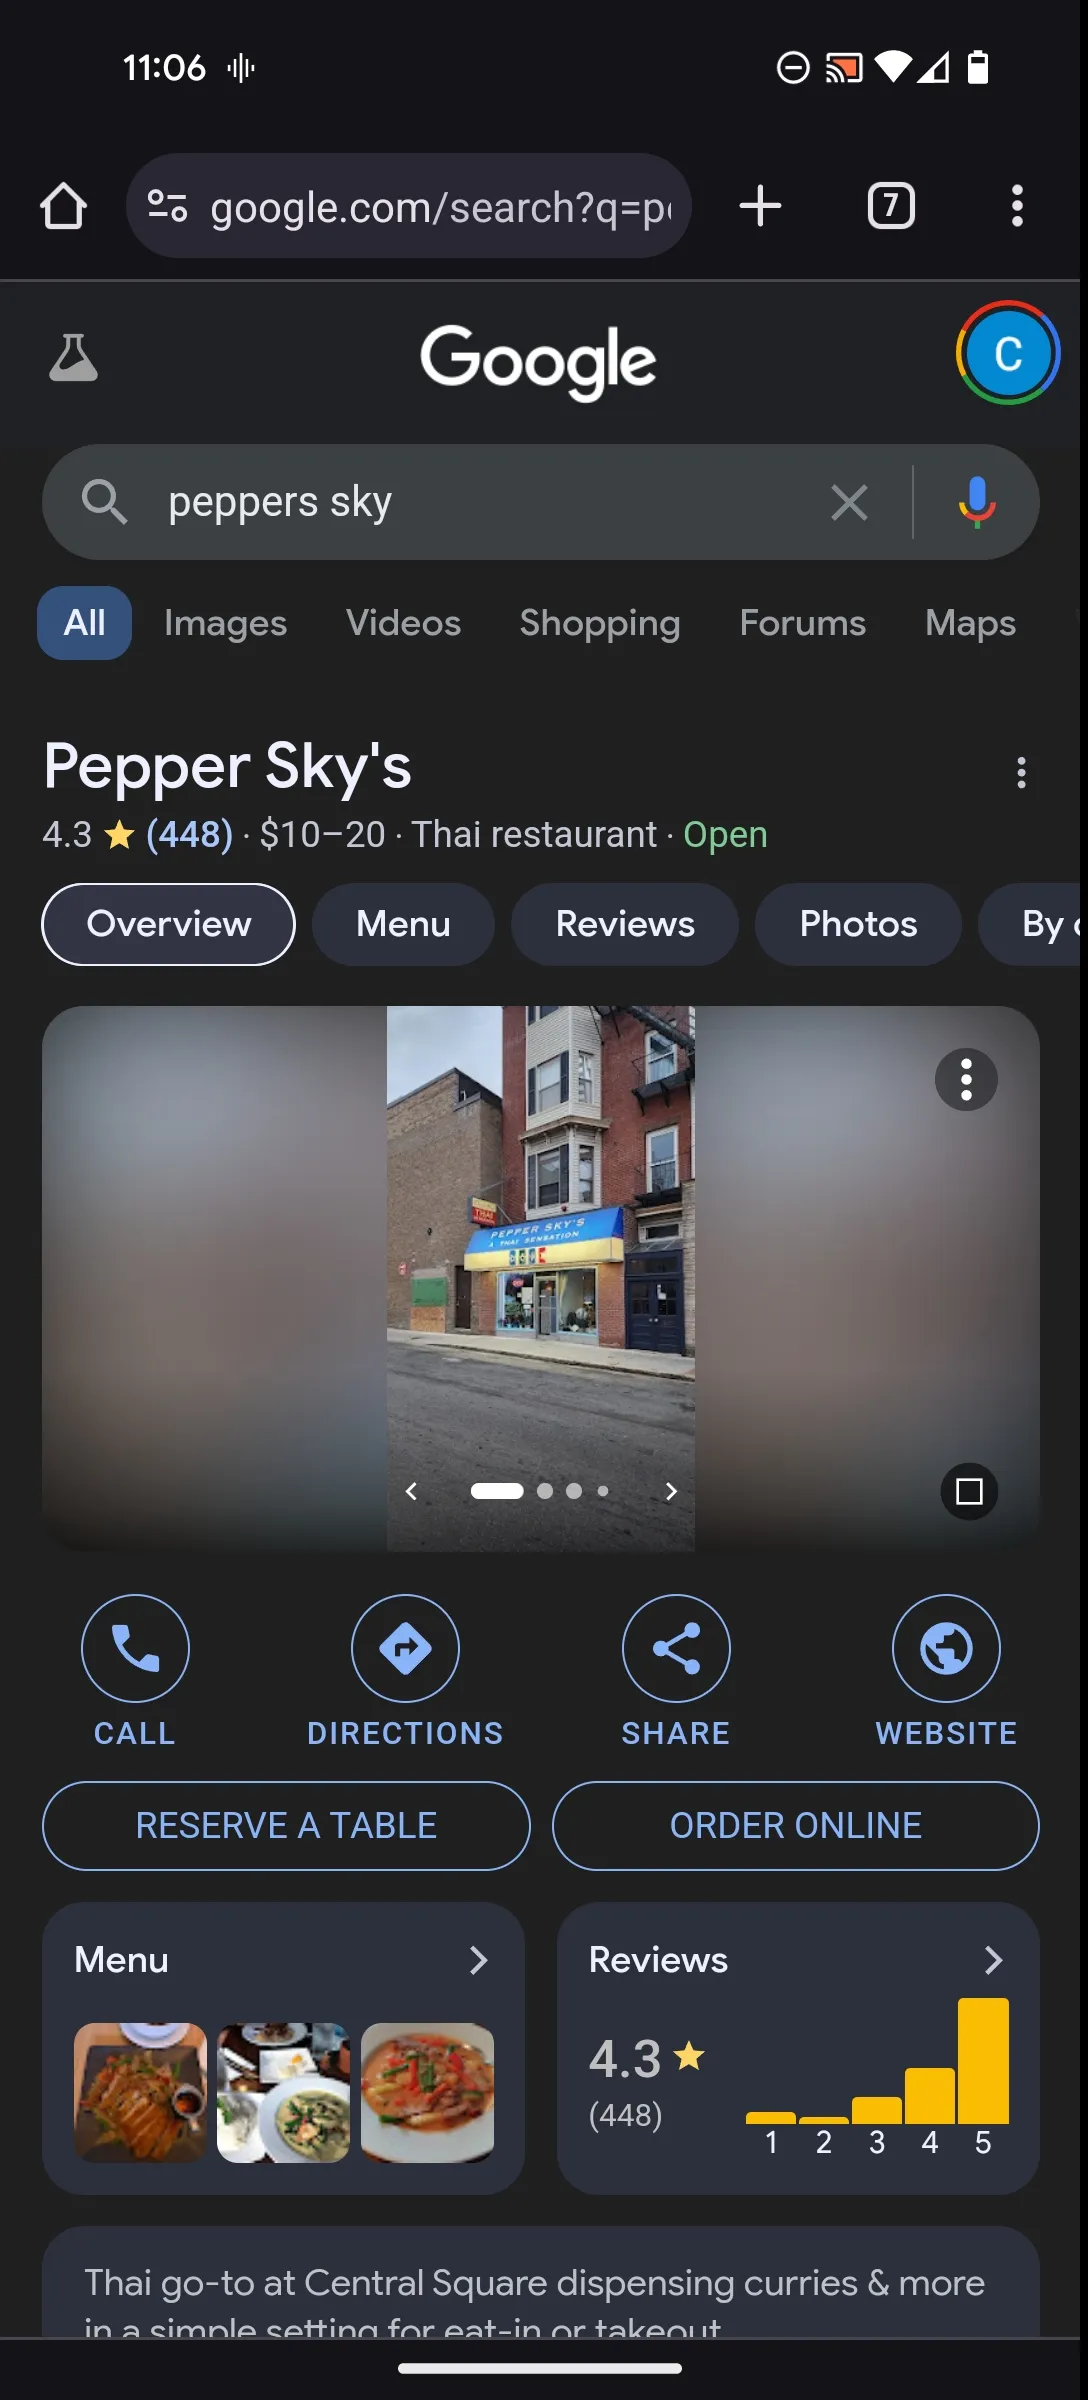 11:06
google.com/search?q=pe
7
Google
C
peppers sky
All Images Videos Shopping Forums Maps
Pepper Sky's
4.3 (448) · $10–20 · Thai restaurant · Open
Overview Menu Reviews Photos By
THAI
PEPPER SKY'S
A THAI SENSATION
OPEN
CALL DIRECTIONS SHARE WEBSITE
RESERVE A TABLE ORDER ONLINE
Menu
Reviews
4.3
(448)
1 2 3 4 5
Thai go-to at Central Square dispensing curries & more
in a simple setting for eat-in or takeout